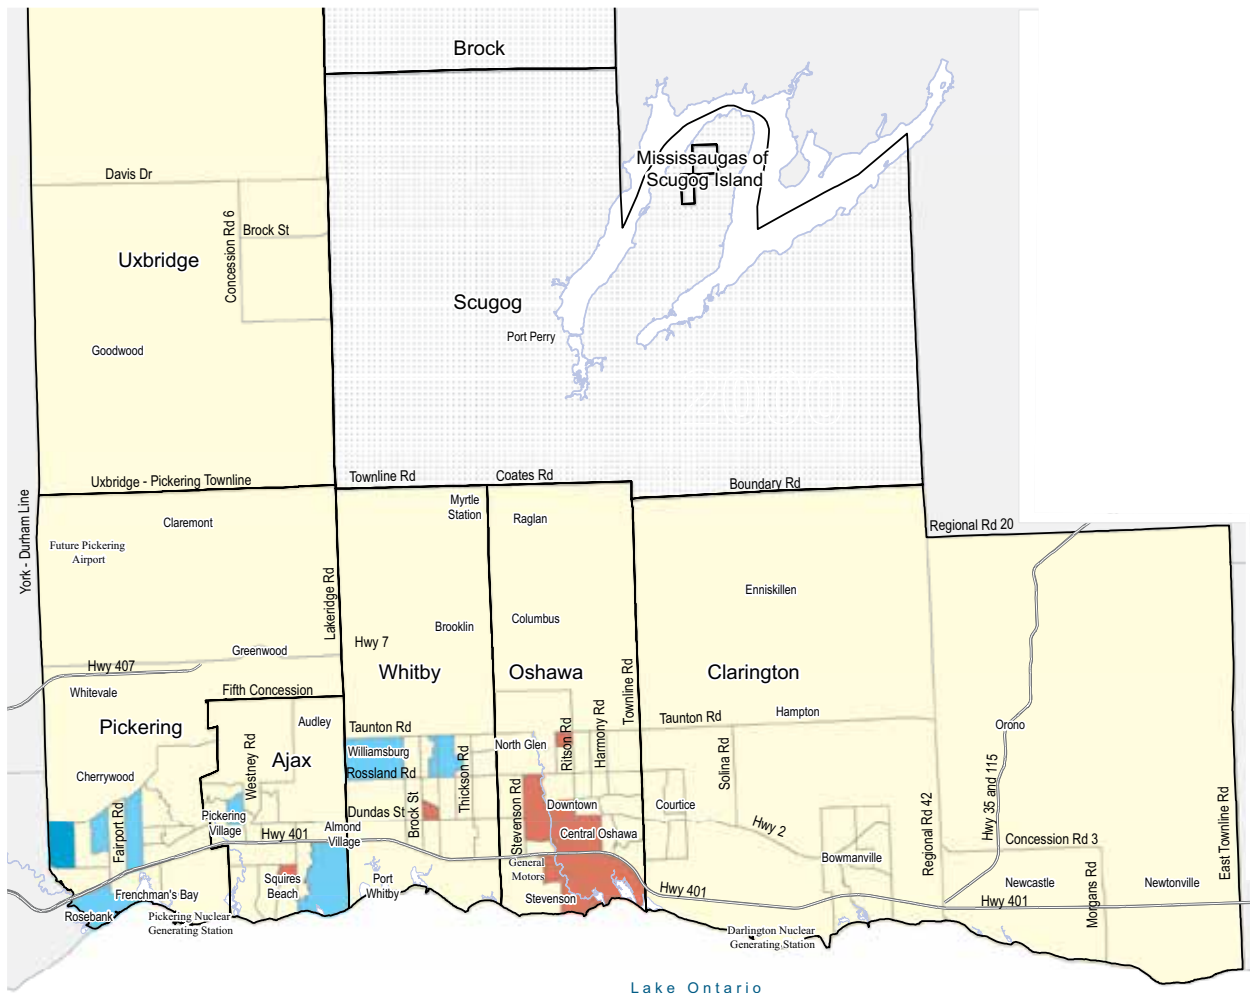 Brock
Mississaugas of
Scugog Island
Davis Dr
Concession Rd 6
Brock St
Uxbridge
Scugog
Port Perry
Goodwood
Uxbridge - Pickering Townline
Townline Rd
Coates Rd
Boundary Rd
York - Durham Line
Claremont
Myrtle
Station
Raglan
Regional Rd 20
Future Pickering
Airport
Lakeridge Rd
Enniskillen
Brooklin
Columbus
Hwy 7
Greenwood
Hwy 407
Whitby
Oshawa
Townline Rd
Clarington
Whitevale
Fifth Concession
Pickering
Audley
Taunton Rd
Taunton Rd
Hampton
Orono
Westney Rd
Ajax
Williamsburg
North Glen
Ritson Rd
Harmony Rd
Solina Rd
Cherrywood
Rossland Rd
Thickson Rd
Hwy 35 and 115
Fairport Rd
Pickering
Village
Dundas St
Brock St
Stevenson Rd
Downtown
Courtice
Regional Rd 42
East Townline Rd
Hwy 401
Almond
Village
Central Oshawa
Hwy 2
Concession Rd 3
Bowmanville
General
Motors
Squires
Beach
Port
Whitby
Hwy 401
Newcastle
Newtonville
Frenchman's Bay
Stevenson
Hwy 401
Morgans Rd
Rosebank
Pickering Nuclear
Generating Station
Darlington Nuclear
Generating Station
Lake Ontario